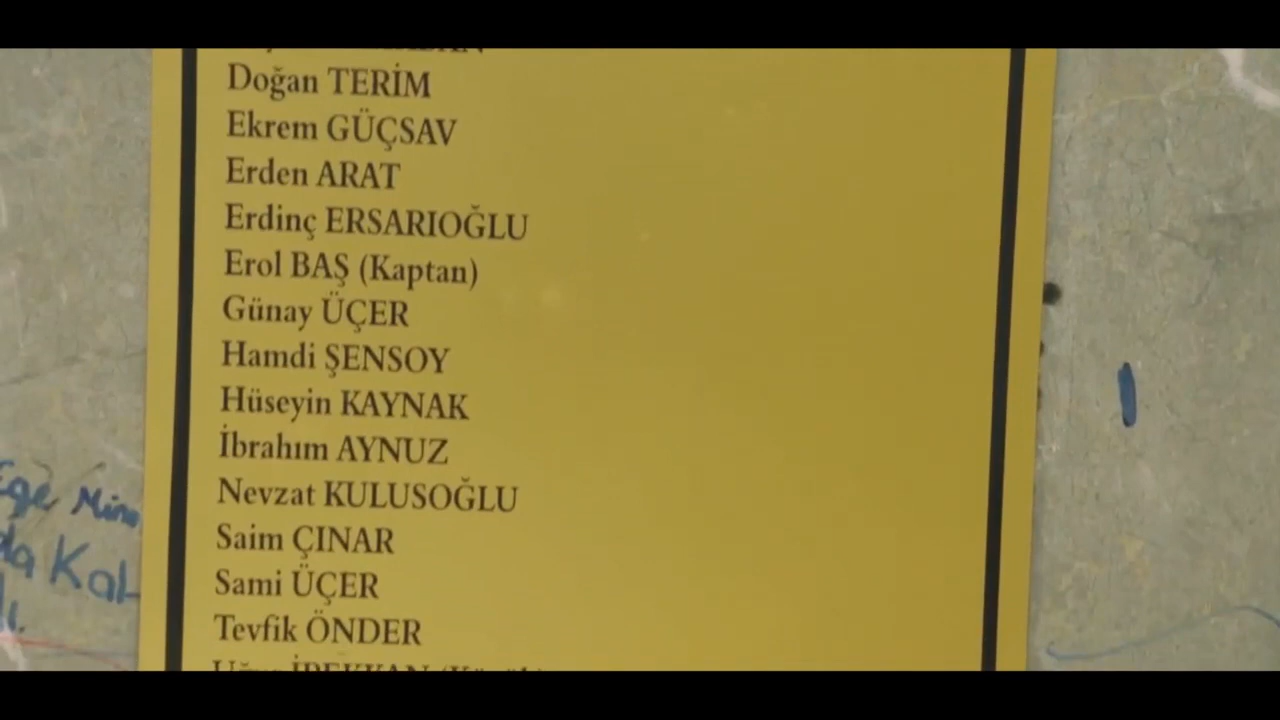 Doğan TERİM
Ekrem GÜÇSAV
Erden ARAT
Erdinç ERSARIOĞLU
Erol BAŞ (Kaptan)
Günay ÜÇER
Hamdi ŞENSOY
Hüseyin KAYNAK
İbrahım AYNUZ
Nevzat KULUSOĞLU
Saim ÇINAR
Sami ÜÇER
Tevfik ÖNDER